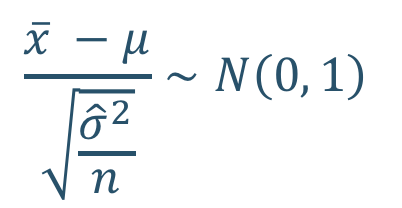 (x̄ − μ) / √(σ̂² / n) ~ N(0, 1)